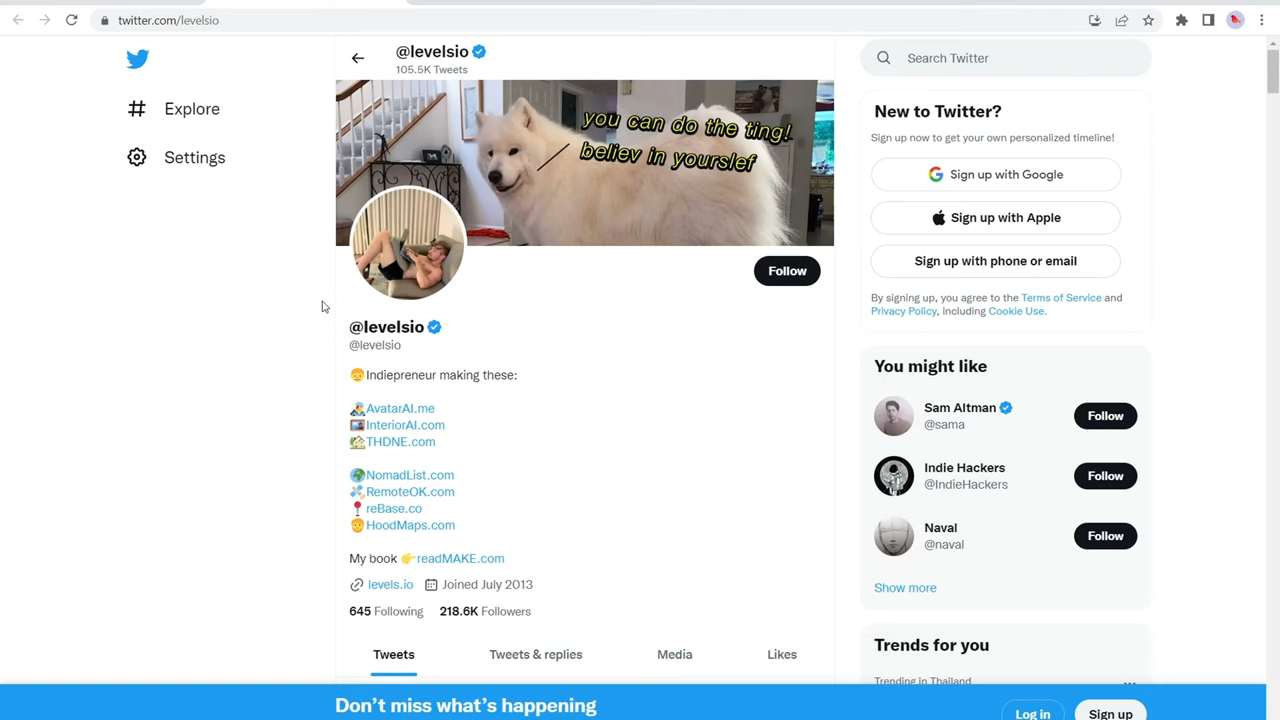 twitter.com/levelsio
@levelsio
105.5K Tweets
Explore
Settings
you can do the ting!
believ in yourslef
Follow
@levelsio
@levelsio
Indiepreneur making these:
AvatarAI.me
InteriorAI.com
THDNE.com
NomadList.com
RemoteOK.com
reBase.co
HoodMaps.com
My book 👉readMAKE.com
levels.io Joined July 2013
645 Following 218.6K Followers
Tweets Tweets & replies Media Likes
Search Twitter
New to Twitter?
Sign up now to get your own personalized timeline!
Sign up with Google
Sign up with Apple
Sign up with phone or email
By signing up, you agree to the Terms of Service and
Privacy Policy, including Cookie Use.
You might like
Sam Altman
@sama
Follow
Indie Hackers
@IndieHackers
Follow
Naval
@naval
Follow
Show more
Trends for you
Trending in Thailand
Don't miss what's happening
Log in
Sign up